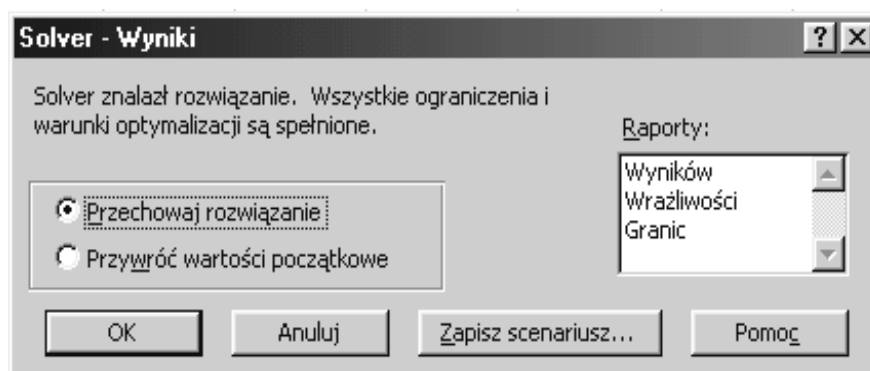 Solver - Wyniki
Solver znalazł rozwiązanie. Wszystkie ograniczenia i
warunki optymalizacji są spełnione.
Raporty:
Wyników
Wrażliwości
Granic
Przechowaj rozwiązanie
Przywróć wartości początkowe
OK
Anuluj
Zapisz scenariusz...
Pomoc